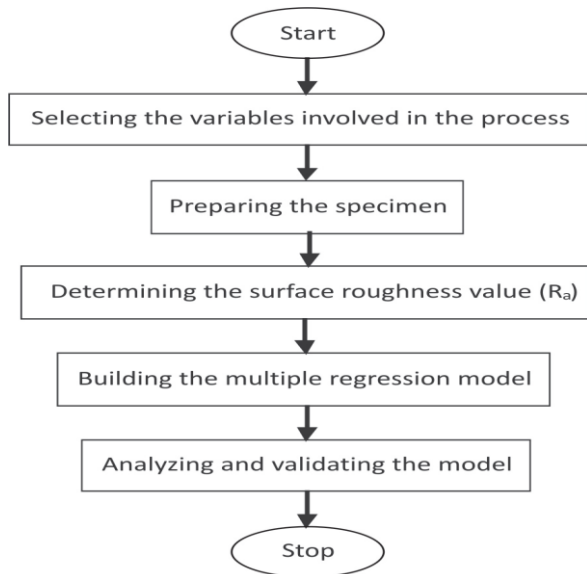 Start
Selecting the variables involved in the process
Preparing the specimen
Determining the surface roughness value (Rₐ)
Building the multiple regression model
Analyzing and validating the model
Stop